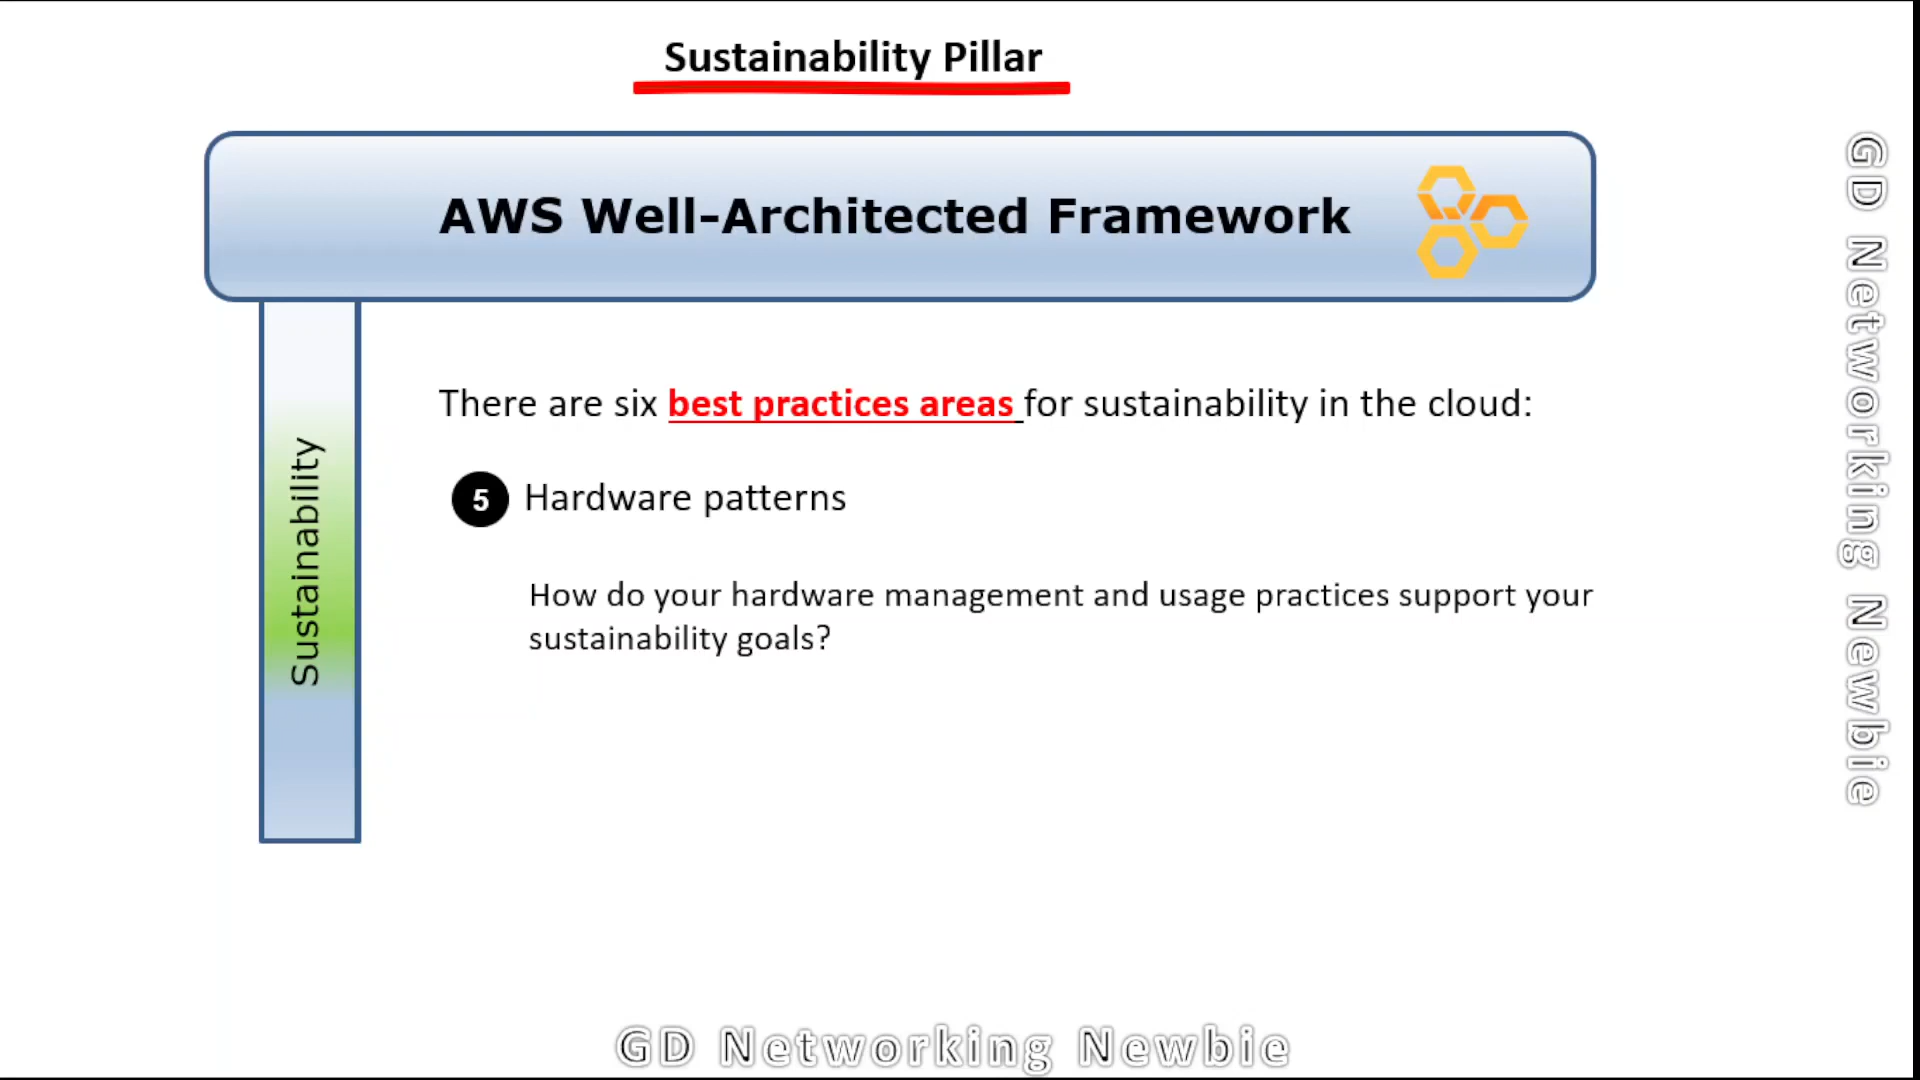 Sustainability Pillar
AWS Well-Architected Framework
There are six best practices areas for sustainability in the cloud:
5 Hardware patterns
How do your hardware management and usage practices support your
sustainability goals?
Sustainability
GD Networking Newbie
GD Networking Newbie